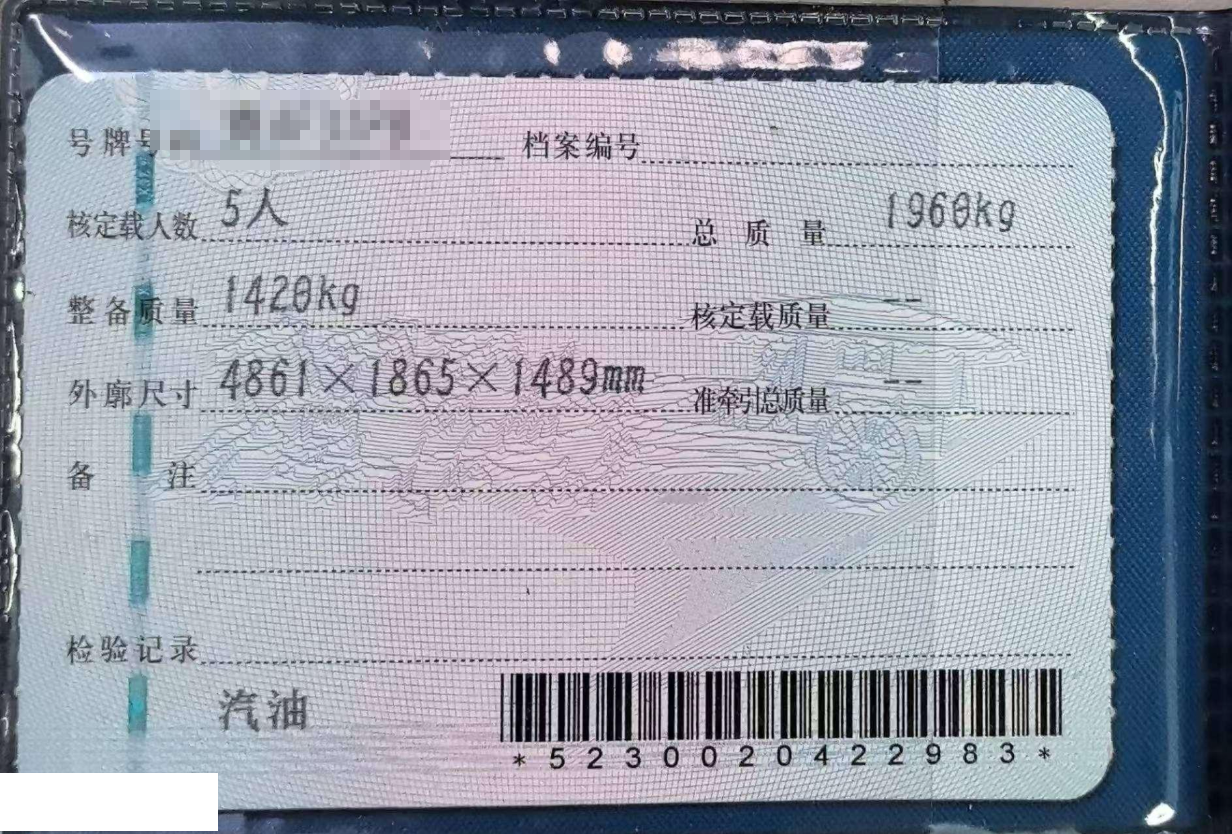 号牌号 档案编号
核定载人数 5人 总质量 1960kg
整备质量 1420kg 核定载质量 --
外廓尺寸 4861×1865×1489mm 准牵引总质量 --
备注
检验记录
汽油
*5230020422983*